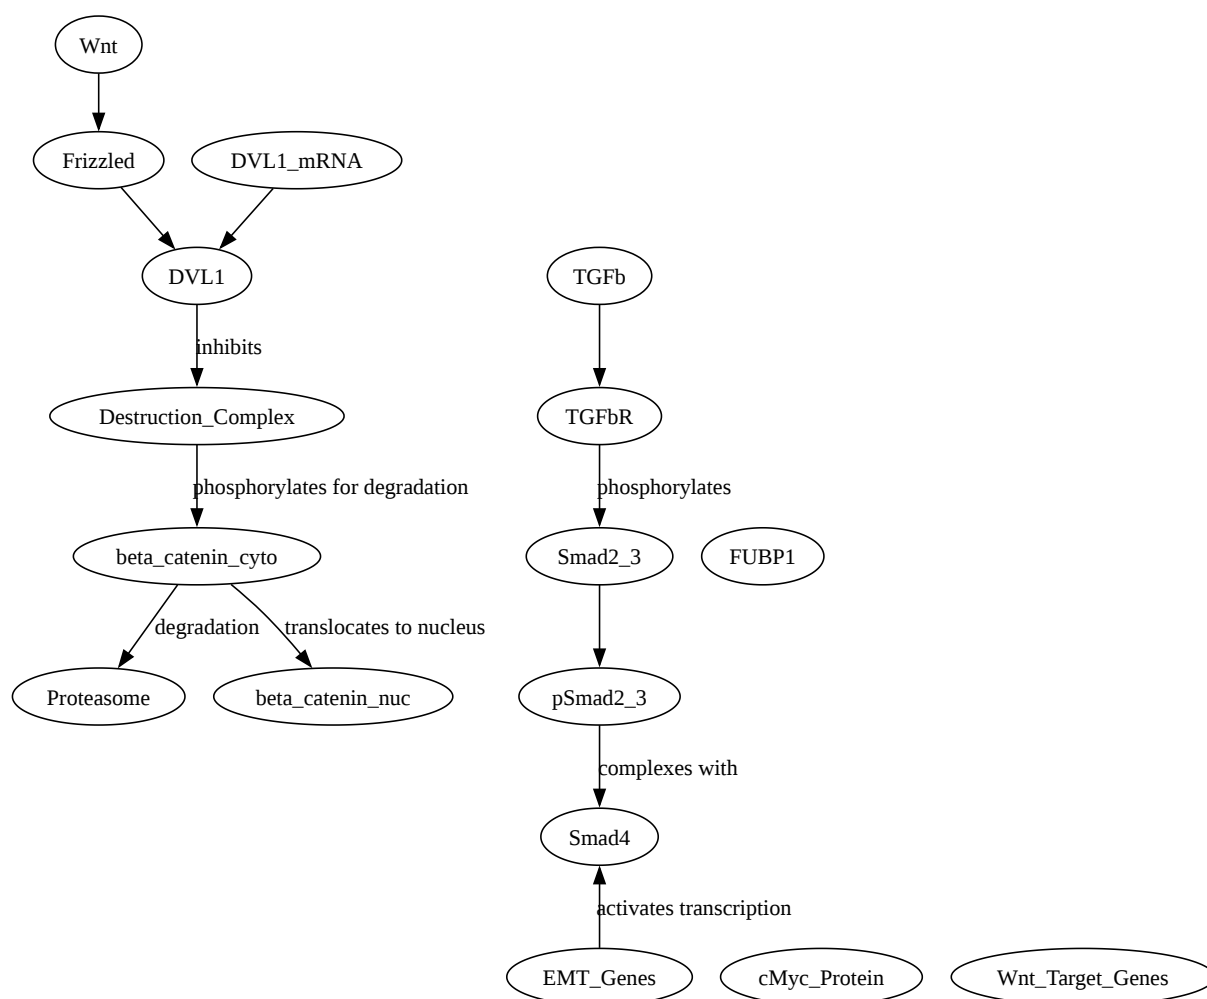 Wnt
Frizzled
DVL1_mRNA
DVL1
TGFb
inhibits
Destruction_Complex
TGFbR
phosphorylates for degradation
phosphorylates
beta_catenin_cyto
Smad2_3
FUBP1
degradation
translocates to nucleus
Proteasome
beta_catenin_nuc
pSmad2_3
complexes with
Smad4
activates transcription
EMT_Genes
cMyc_Protein
Wnt_Target_Genes